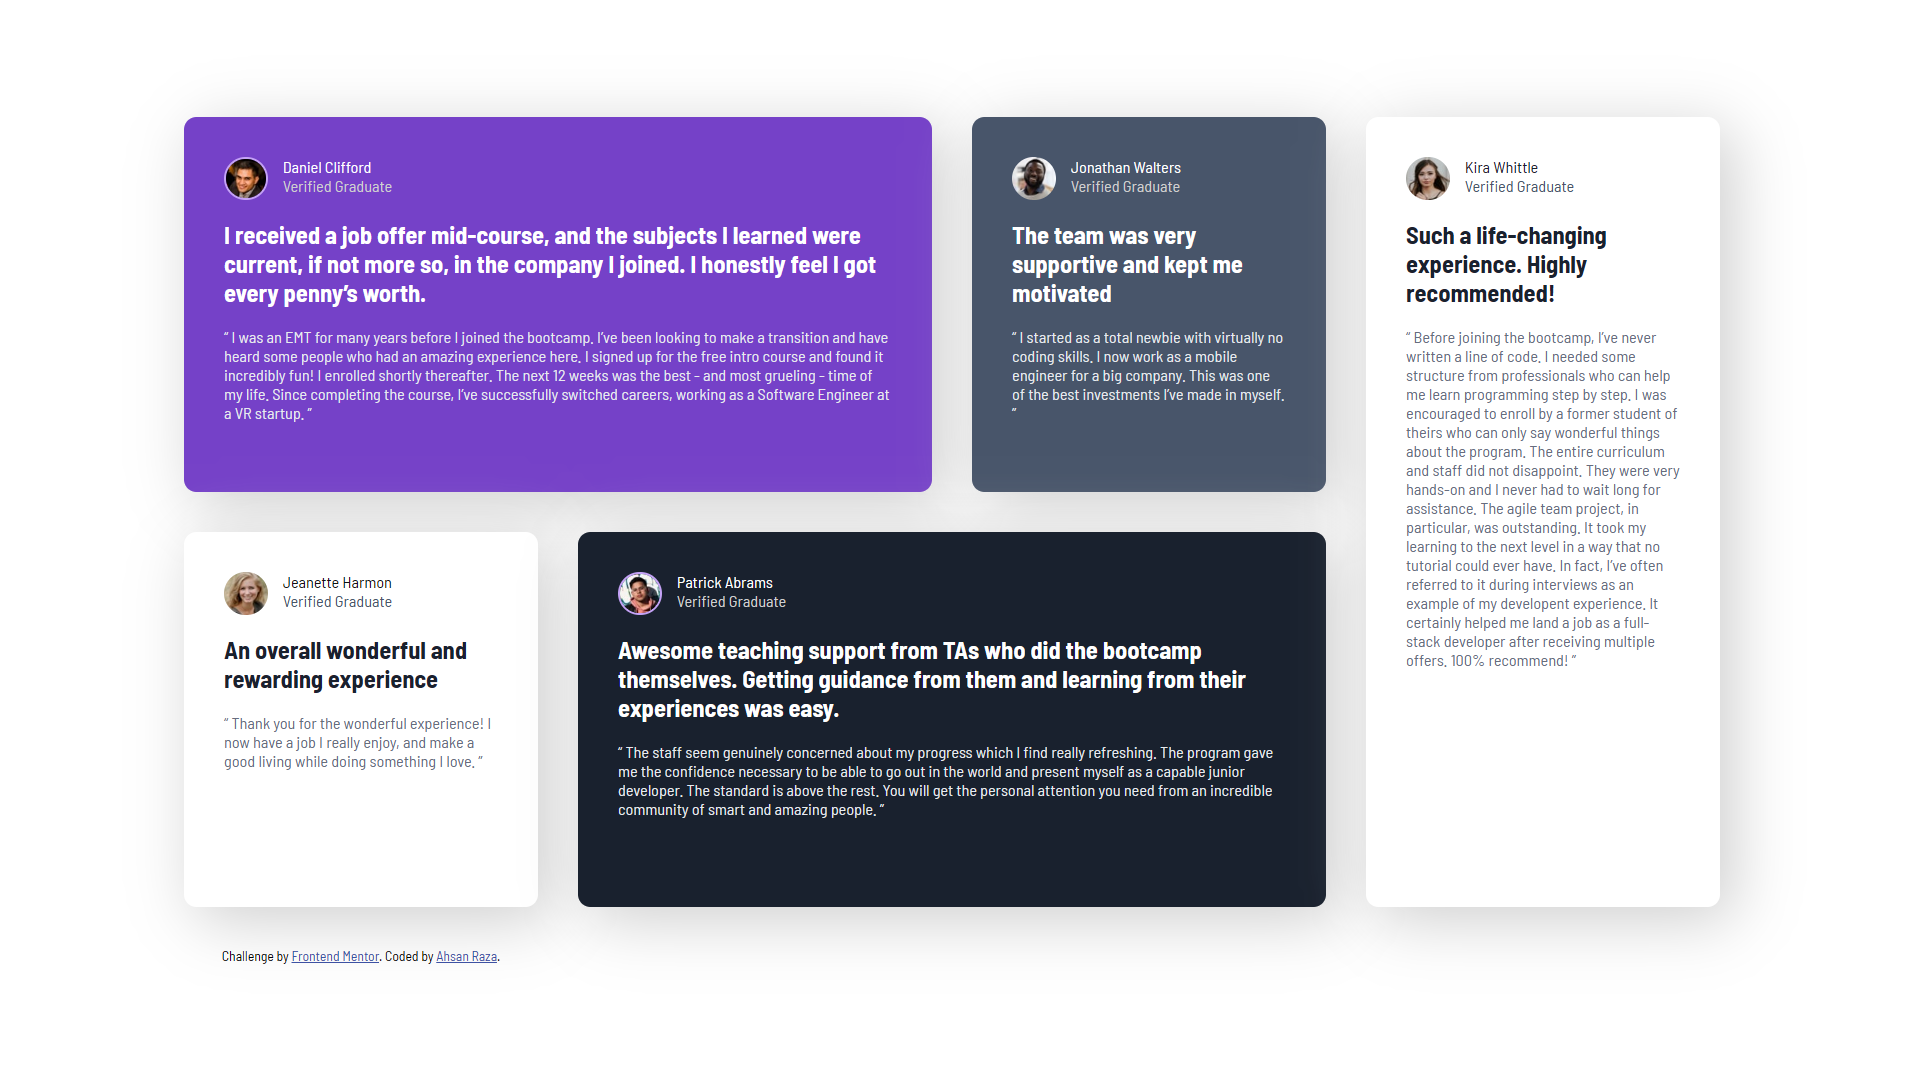 Daniel Clifford
Verified Graduate
I received a job offer mid-course, and the subjects I learned were
current, if not more so, in the company I joined. I honestly feel I got
every penny’s worth.
“ I was an EMT for many years before I joined the bootcamp. I’ve been looking to make a transition and have
heard some people who had an amazing experience here. I signed up for the free intro course and found it
incredibly fun! I enrolled shortly thereafter. The next 12 weeks was the best - and most grueling - time of
my life. Since completing the course, I’ve successfully switched careers, working as a Software Engineer at
a VR startup. ”
Jonathan Walters
Verified Graduate
The team was very
supportive and kept me
motivated
“ I started as a total newbie with virtually no
coding skills. I now work as a mobile
engineer for a big company. This was one
of the best investments I’ve made in myself.
”
Kira Whittle
Verified Graduate
Such a life-changing
experience. Highly
recommended!
“ Before joining the bootcamp, I’ve never
written a line of code. I needed some
structure from professionals who can help
me learn programming step by step. I was
encouraged to enroll by a former student of
theirs who can only say wonderful things
about the program. The entire curriculum
and staff did not disappoint. They were very
hands-on and I never had to wait long for
assistance. The agile team project, in
particular, was outstanding. It took my
learning to the next level in a way that no
tutorial could ever have. In fact, I’ve often
referred to it during interviews as an
example of my developent experience. It
certainly helped me land a job as a full-
stack developer after receiving multiple
offers. 100% recommend! ”
Jeanette Harmon
Verified Graduate
An overall wonderful and
rewarding experience
“ Thank you for the wonderful experience! I
now have a job I really enjoy, and make a
good living while doing something I love. ”
Patrick Abrams
Verified Graduate
Awesome teaching support from TAs who did the bootcamp
themselves. Getting guidance from them and learning from their
experiences was easy.
“ The staff seem genuinely concerned about my progress which I find really refreshing. The program gave
me the confidence necessary to be able to go out in the world and present myself as a capable junior
developer. The standard is above the rest. You will get the personal attention you need from an incredible
community of smart and amazing people. ”
Challenge by Frontend Mentor. Coded by Ahsan Raza.